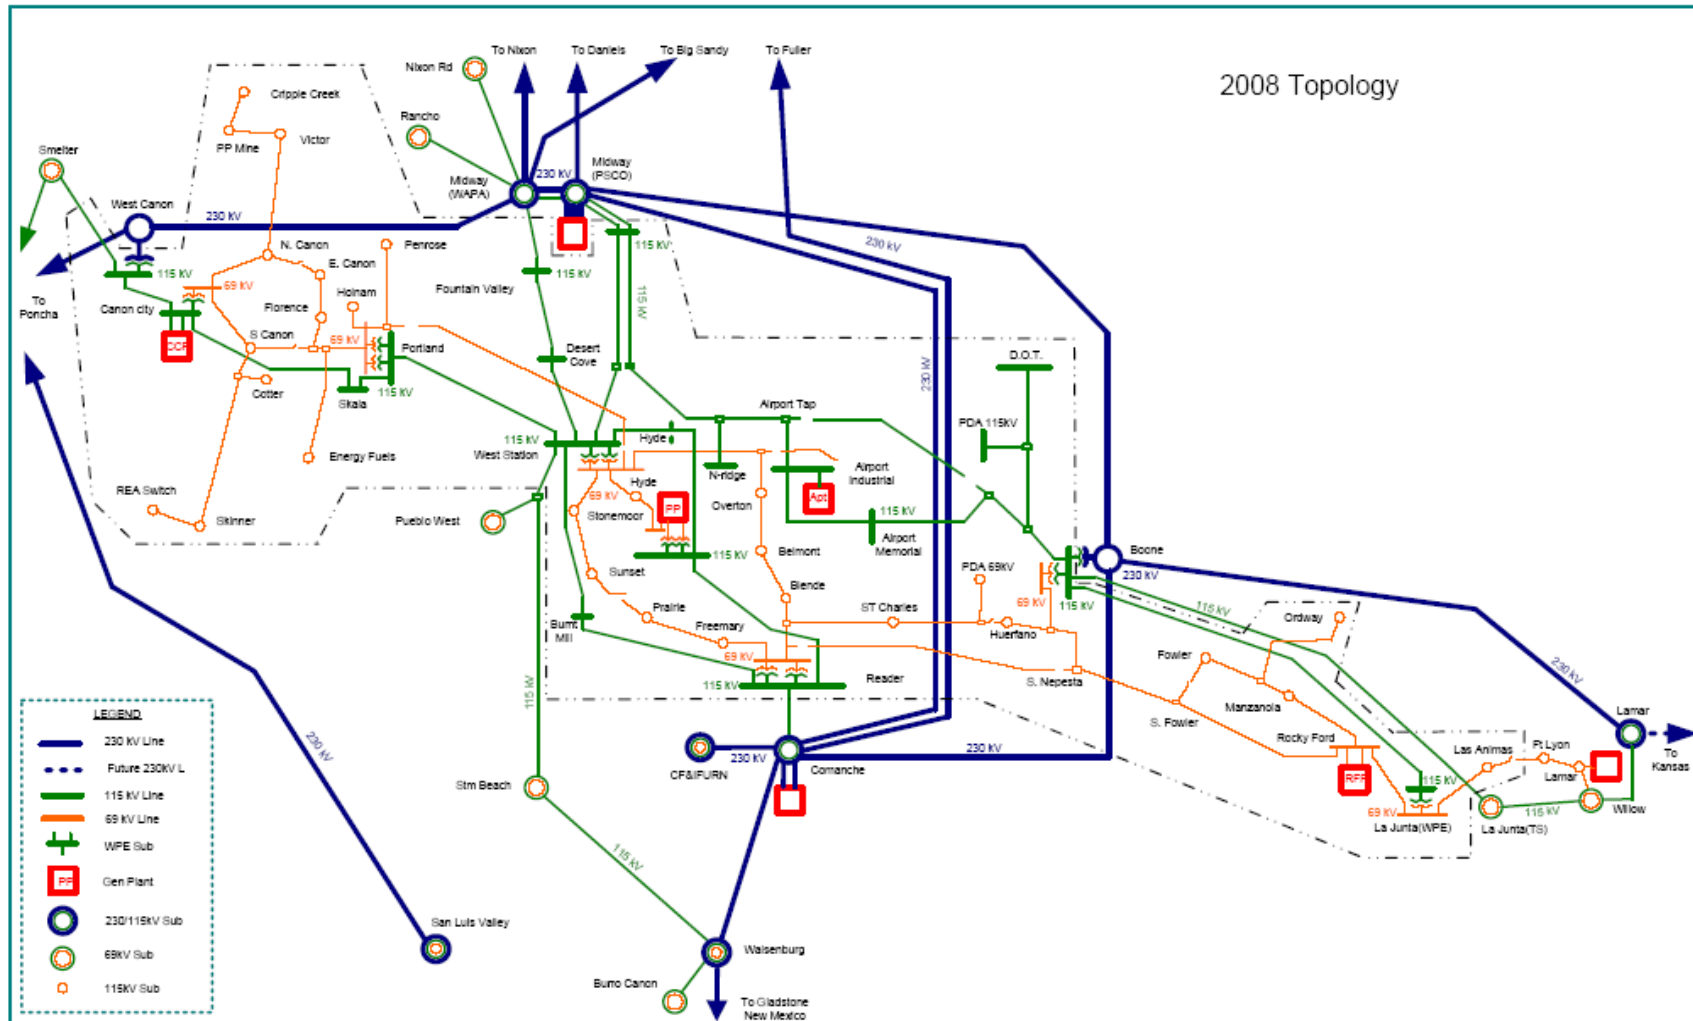 2008 Topology
To Nixon
To Daniels
To Big Sandy
To Fuller
Nixon Rd
Cripple Creek
Rancho
PP Mine
Victor
Smelter
Midway
(WAPA)
230 KV
Midway
(PSCO)
West Canon
230 KV
N. Canon
Penrose
115 KV
230 KV
E. Canon
115 KV
69 KV
Holnam
Fountain Valley
115 KV
115 KV
To
Poncha
Canon city
Florence
CCP
S Canon
69 KV
Portland
Desert
Cove
D.O.T.
230 KV
Cotter
Skala
115 KV
Airport Tap
PDA 115KV
115 KV
West Station
Hyde
N-ridge
Airport
Industrial
Energy Fuels
Hyde
69 KV
PP
Overton
Apt
REA Switch
Skinner
Pueblo West
Stonemoor
115 KV
Airport
Memorial
Belmont
Boone
230 KV
115 KV
Sunset
PDA 69KV
69 KV
115 KV
115 KV
Blende
Prairie
ST Charles
Ordway
Burnt
Mill
Freemary
Huerfano
69 KV
Fowler
Reader
115 KV
S. Nepesta
230 KV
Manzanola
Lamar
115 KV
S. Fowler
Rocky Ford
Las Animas
Ft Lyon
To
Kansas
LEGEND
230 KV Line
Future 230kV L
115 KV Line
69 KV Line
WPE Sub
PP
Gen Plant
230/115kV Sub
69kV Sub
115kV Sub
230 KV
CF&IFURN
230 KV
Comanche
230 KV
RFP
115 KV
Lamar
Stm Beach
69 KV
La Junta(WPE)
115 KV
La Junta(TS)
Willow
115 KV
San Luis Valley
Walsenburg
Burro Canon
To Gladstone
New Mexico